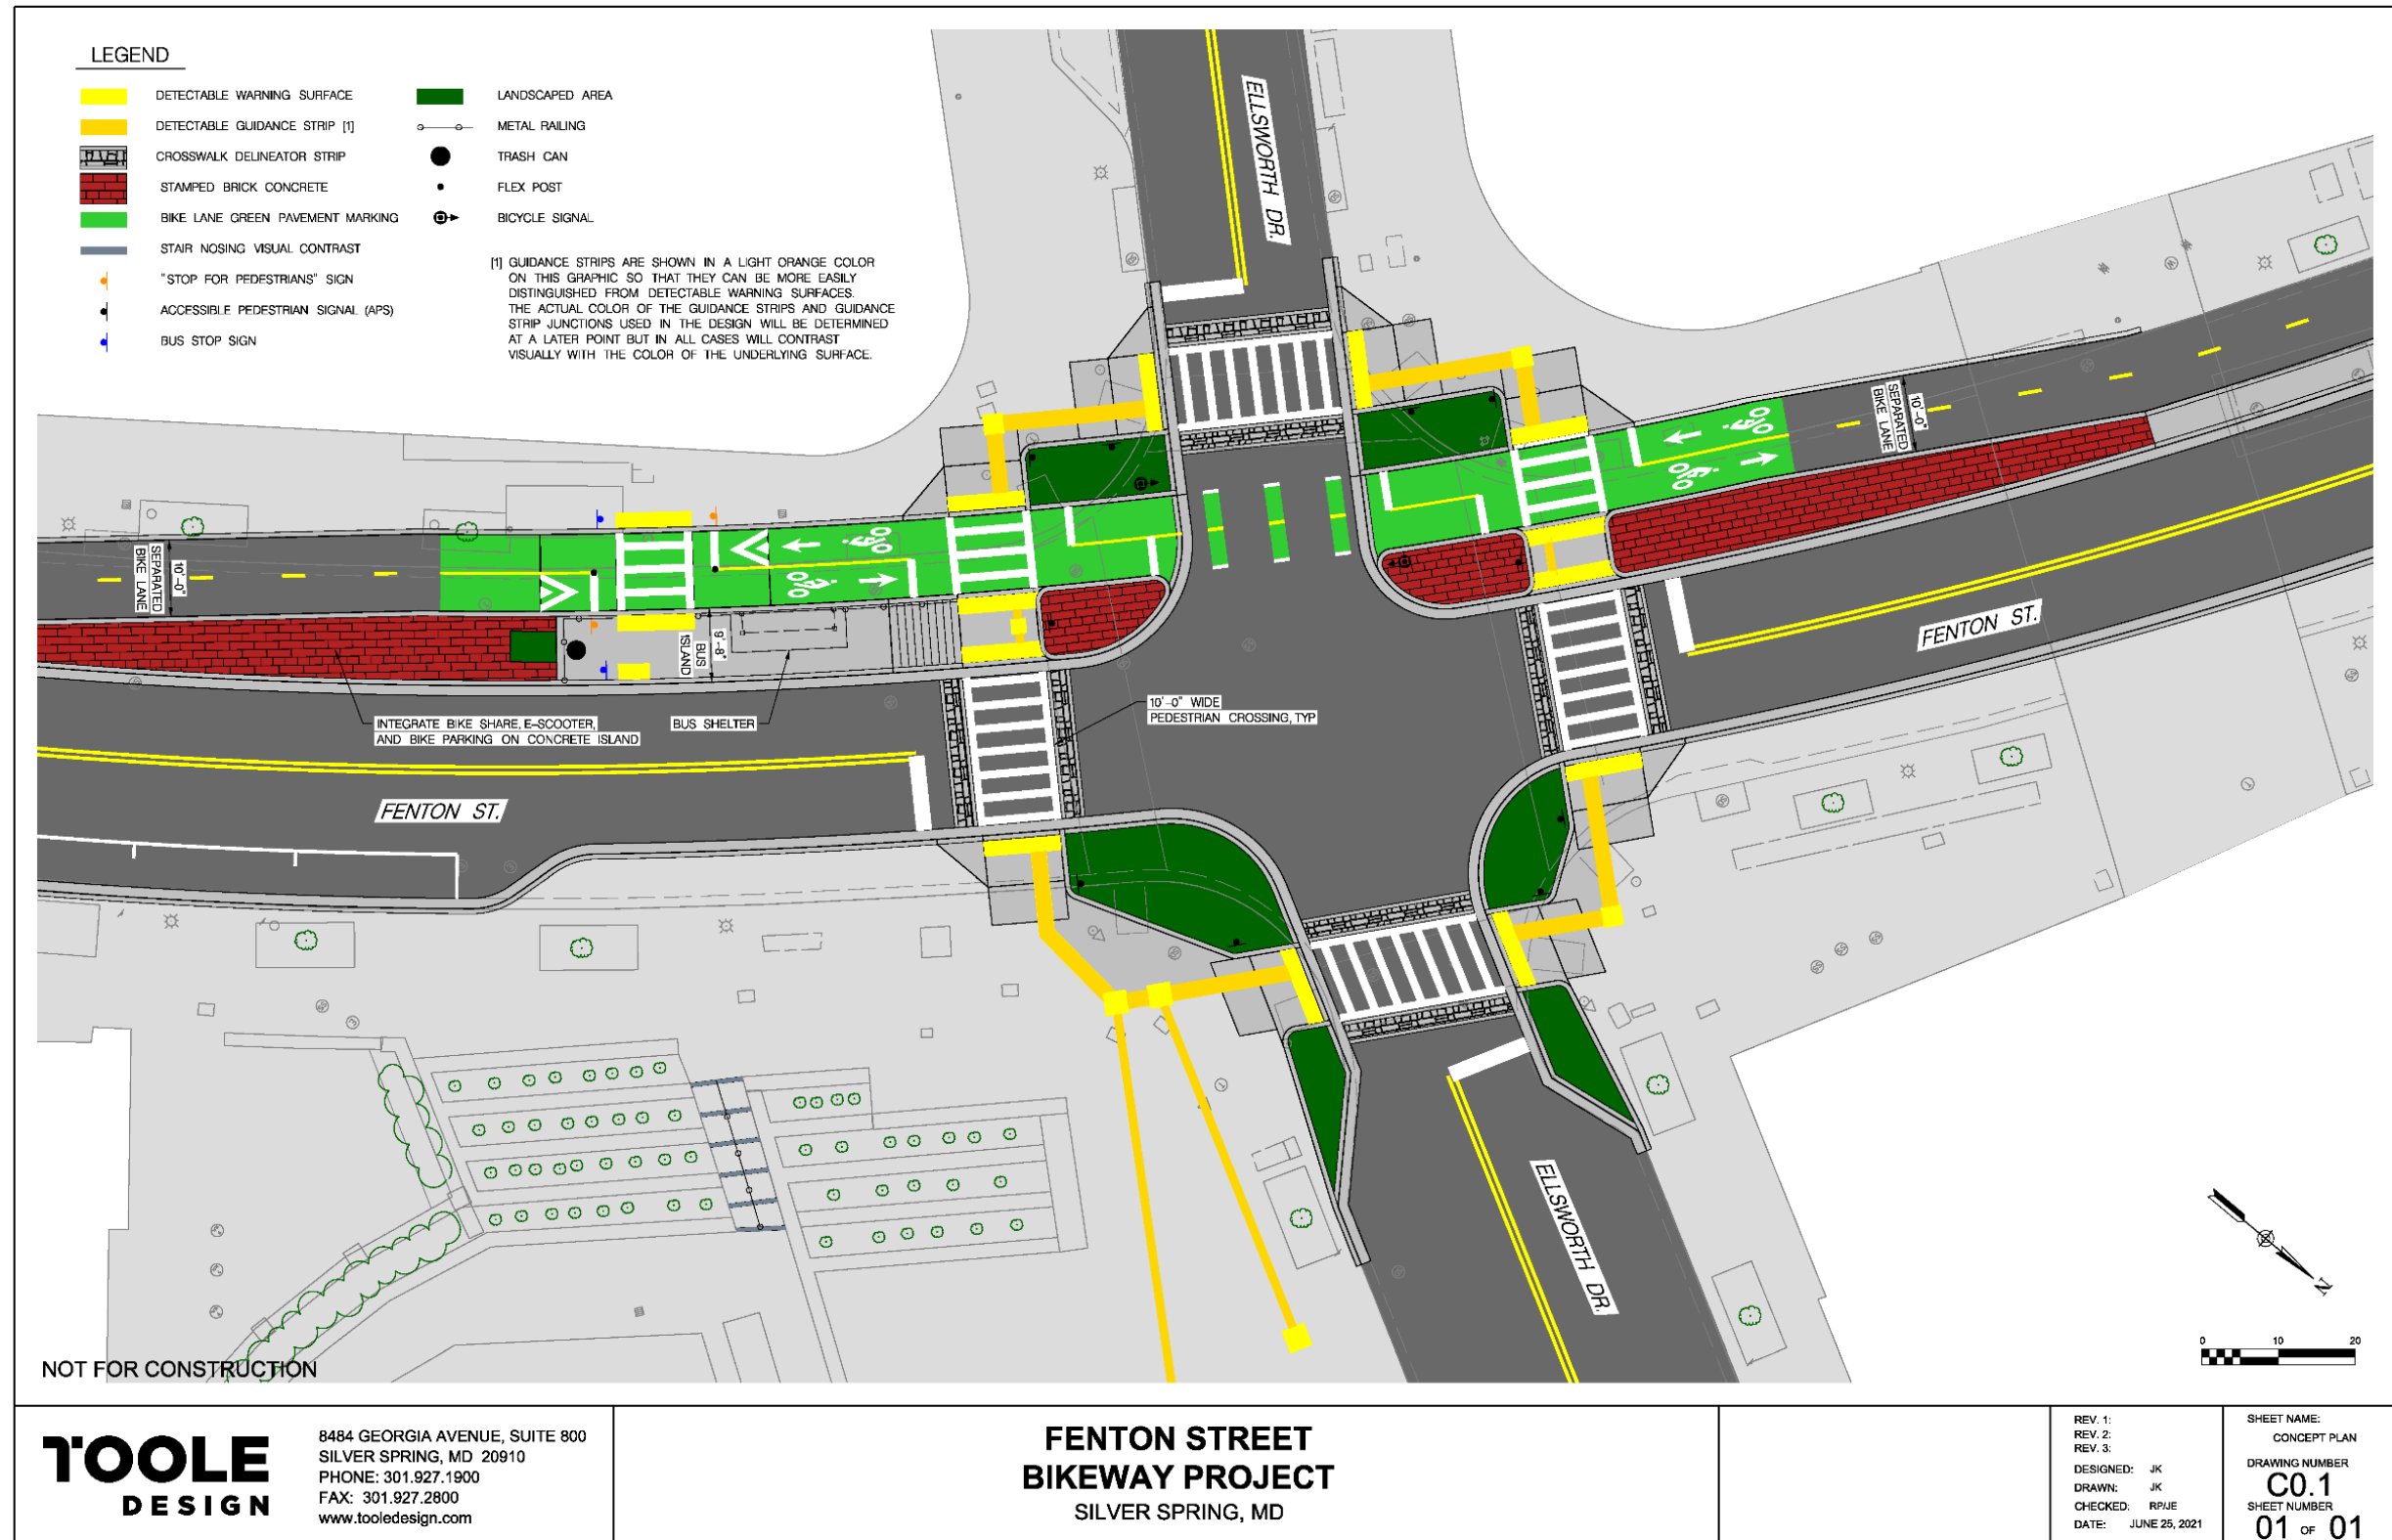 LEGEND
DETECTABLE WARNING SURFACE
DETECTABLE GUIDANCE STRIP [1]
CROSSWALK DELINEATOR STRIP
STAMPED BRICK CONCRETE
BIKE LANE GREEN PAVEMENT MARKING
STAIR NOSING VISUAL CONTRAST
"STOP FOR PEDESTRIANS" SIGN
ACCESSIBLE PEDESTRIAN SIGNAL (APS)
BUS STOP SIGN
LANDSCAPED AREA
METAL RAILING
TRASH CAN
FLEX POST
BICYCLE SIGNAL
[1] GUIDANCE STRIPS ARE SHOWN IN A LIGHT ORANGE COLOR
ON THIS GRAPHIC SO THAT THEY CAN BE MORE EASILY
DISTINGUISHED FROM DETECTABLE WARNING SURFACES.
THE ACTUAL COLOR OF THE GUIDANCE STRIPS AND GUIDANCE
STRIP JUNCTIONS USED IN THE DESIGN WILL BE DETERMINED
AT A LATER POINT BUT IN ALL CASES WILL CONTRAST
VISUALLY WITH THE COLOR OF THE UNDERLYING SURFACE.
ELLSWORTH DR.
10'-0"
SEPARATED
BIKE LANE
10'-0"
SEPARATED
BIKE LANE
9'-8"
BUS
ISLAND
FENTON ST.
INTEGRATE BIKE SHARE, E-SCOOTER,
AND BIKE PARKING ON CONCRETE ISLAND
BUS SHELTER
10'-0" WIDE
PEDESTRIAN CROSSING, TYP
FENTON ST.
ELLSWORTH DR.
N
0 10 20
NOT FOR CONSTRUCTION
TOOLE
DESIGN
8484 GEORGIA AVENUE, SUITE 800
SILVER SPRING, MD 20910
PHONE: 301.927.1900
FAX: 301.927.2800
www.tooledesign.com
FENTON STREET
BIKEWAY PROJECT
SILVER SPRING, MD
REV. 1:
REV. 2:
REV. 3:
DESIGNED: JK
DRAWN: JK
CHECKED: RP/JE
DATE: JUNE 25, 2021
SHEET NAME:
CONCEPT PLAN
DRAWING NUMBER
C0.1
SHEET NUMBER
01 OF 01